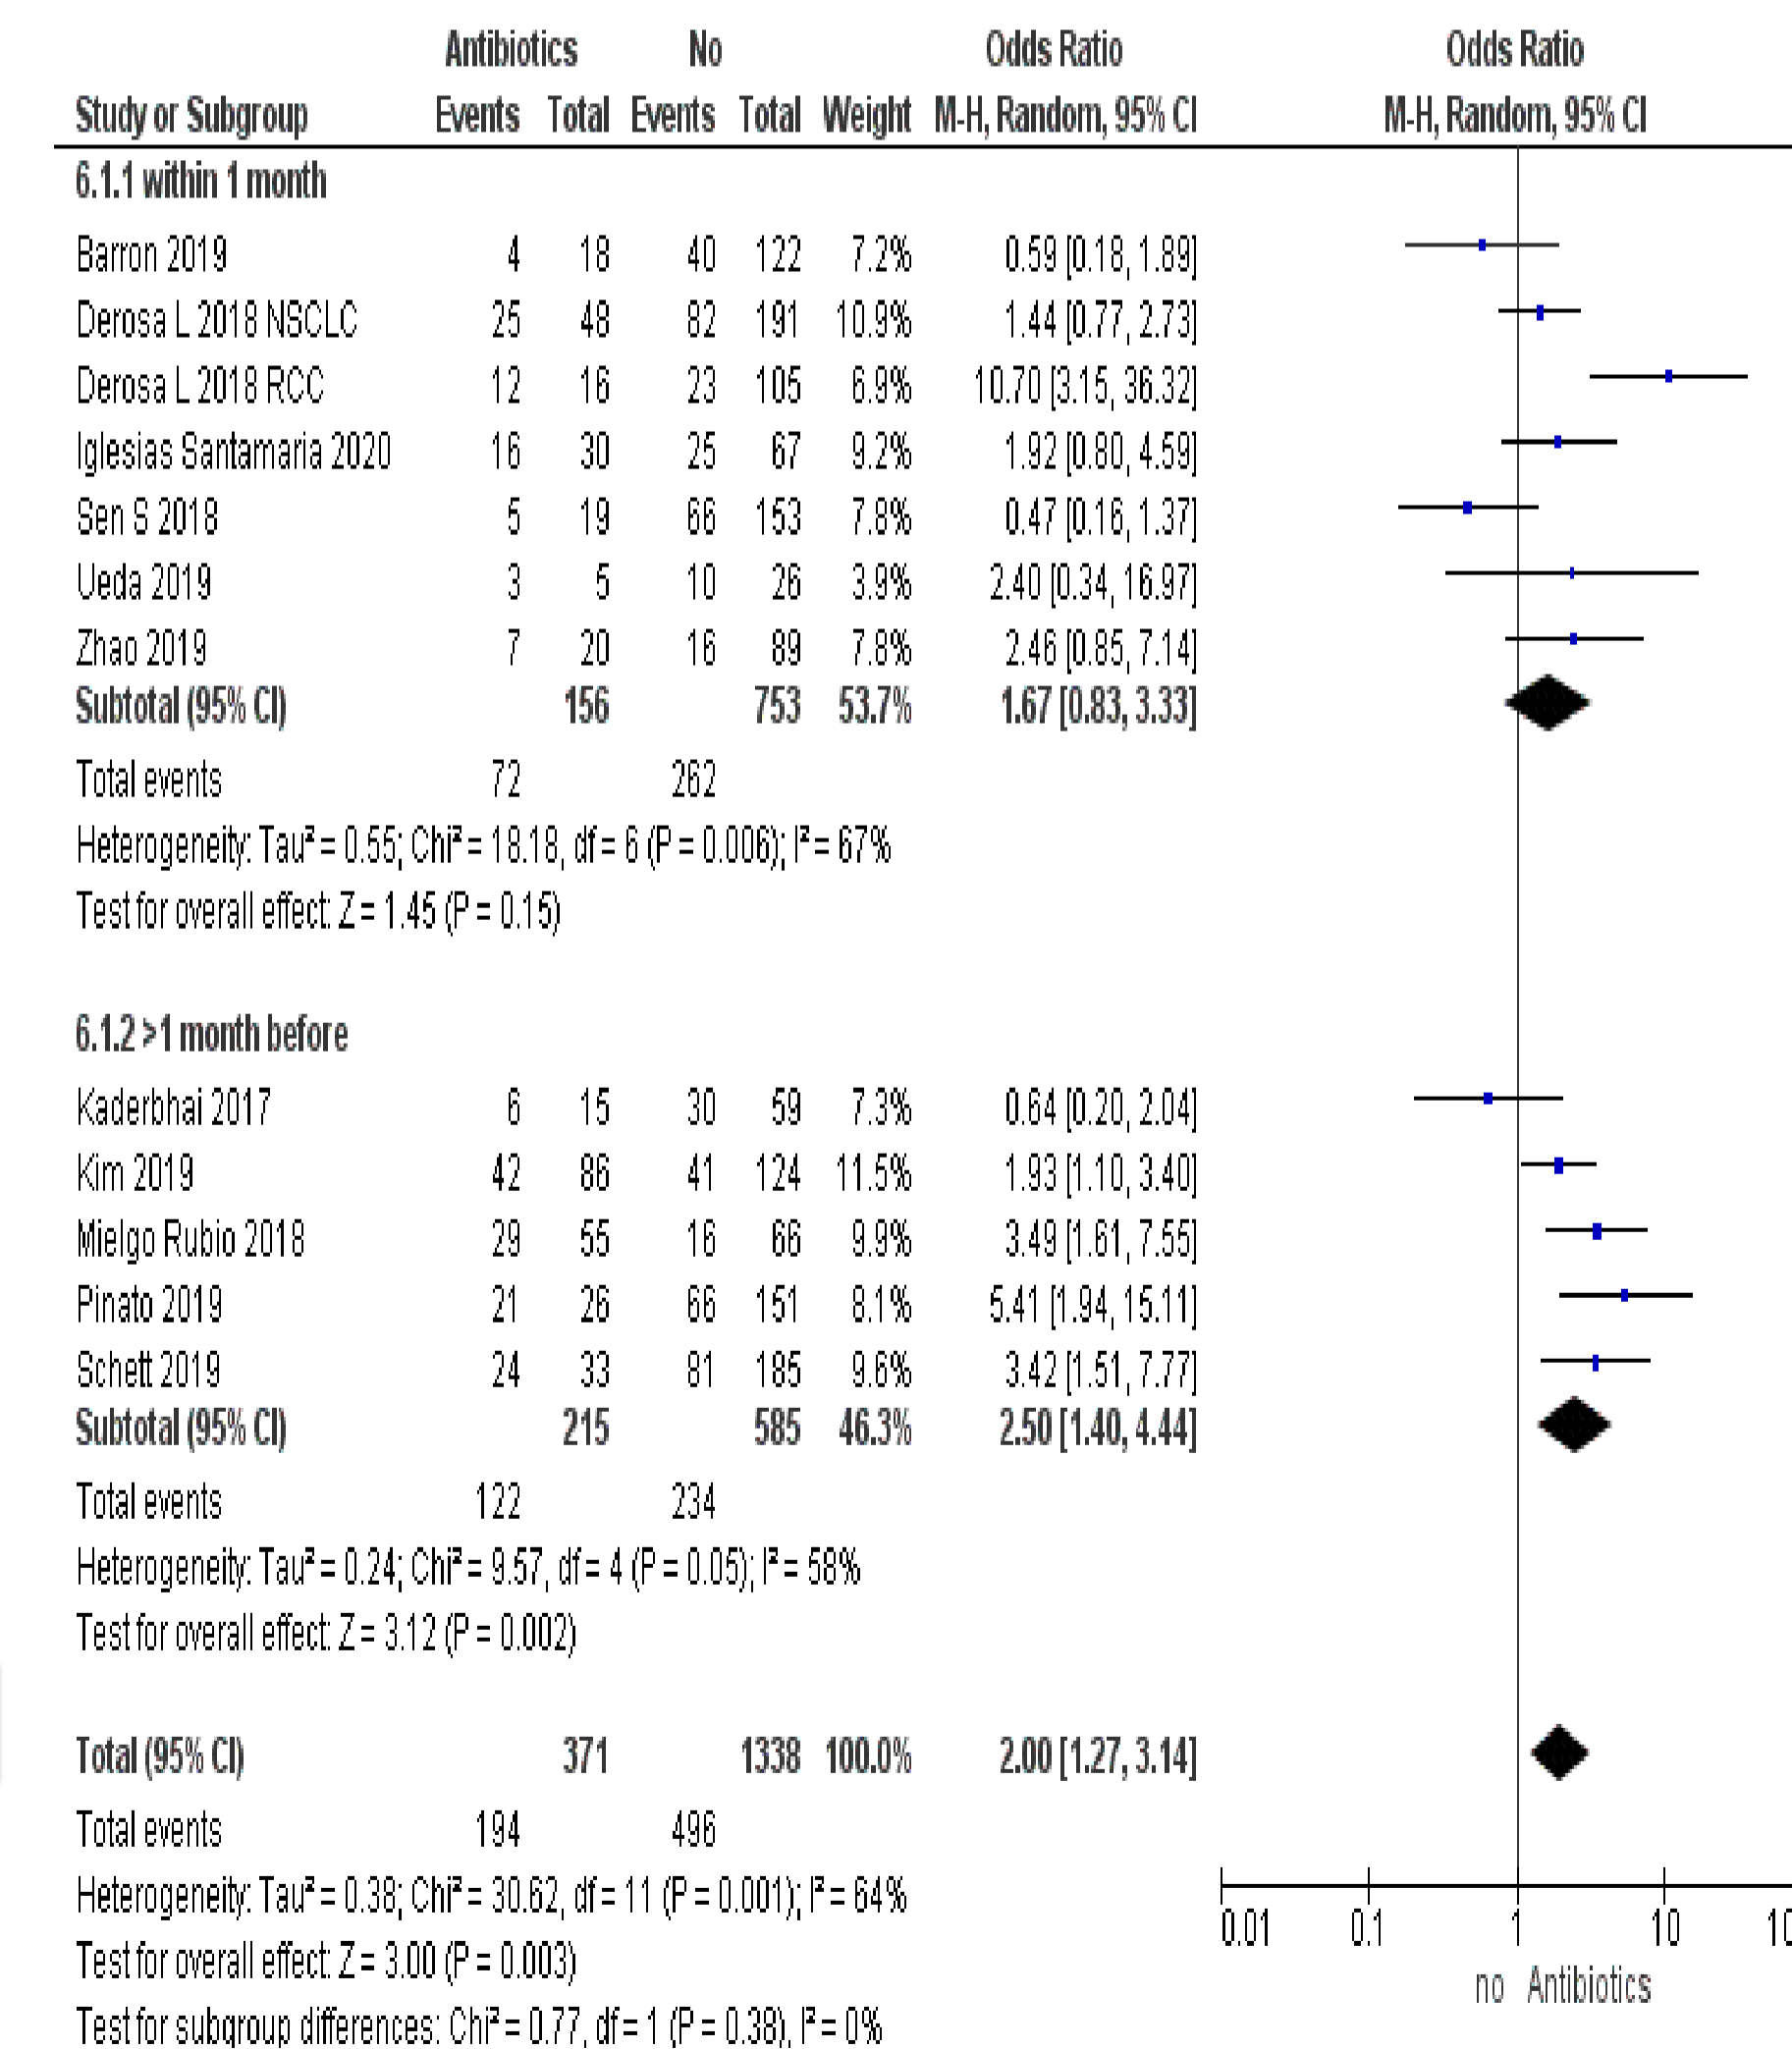 Antibiotics No Odds Ratio Odds Ratio
Study or Subgroup Events Total Events Total Weight M-H, Random, 95% CI M-H, Random, 95% CI
6.1.1 within 1 month
Barron 2019 4 18 40 122 7.2% 0.59 [0.18, 1.89]
Derosa L 2018 NSCLC 25 48 82 191 10.9% 1.44 [0.77, 2.73]
Derosa L 2018 RCC 12 16 23 105 6.9% 10.70 [3.15, 36.32]
Iglesias Santamaria 2020 16 30 25 67 9.2% 1.92 [0.80, 4.59]
Sen S 2018 5 19 66 153 7.8% 0.47 [0.16, 1.37]
Ueda 2019 3 5 10 26 3.9% 2.40 [0.34, 16.97]
Zhao 2019 7 20 16 89 7.8% 2.46 [0.85, 7.14]
Subtotal (95% CI) 156 753 53.7% 1.67 [0.83, 3.33]
Total events 72 262
Heterogeneity: Tau² = 0.55; Chi² = 18.18, df = 6 (P = 0.006); I² = 67%
Test for overall effect: Z = 1.45 (P = 0.15)
6.1.2 >1 month before
Kaderbhai 2017 6 15 30 59 7.3% 0.64 [0.20, 2.04]
Kim 2019 42 86 41 124 11.5% 1.93 [1.10, 3.40]
Mielgo Rubio 2018 29 55 16 66 9.9% 3.49 [1.61, 7.55]
Pinato 2019 21 26 66 151 8.1% 5.41 [1.94, 15.11]
Schett 2019 24 33 81 185 9.6% 3.42 [1.51, 7.77]
Subtotal (95% CI) 215 585 46.3% 2.50 [1.40, 4.44]
Total events 122 234
Heterogeneity: Tau² = 0.24; Chi² = 9.57, df = 4 (P = 0.05); I² = 58%
Test for overall effect: Z = 3.12 (P = 0.002)
Total (95% CI) 371 1338 100.0% 2.00 [1.27, 3.14]
Total events 194 496
Heterogeneity: Tau² = 0.38; Chi² = 30.62, df = 11 (P = 0.001); I² = 64%
Test for overall effect: Z = 3.00 (P = 0.003)
Test for subgroup differences: Chi² = 0.77, df = 1 (P = 0.38), I² = 0%
0.01 0.1 1 10
no Antibiotics